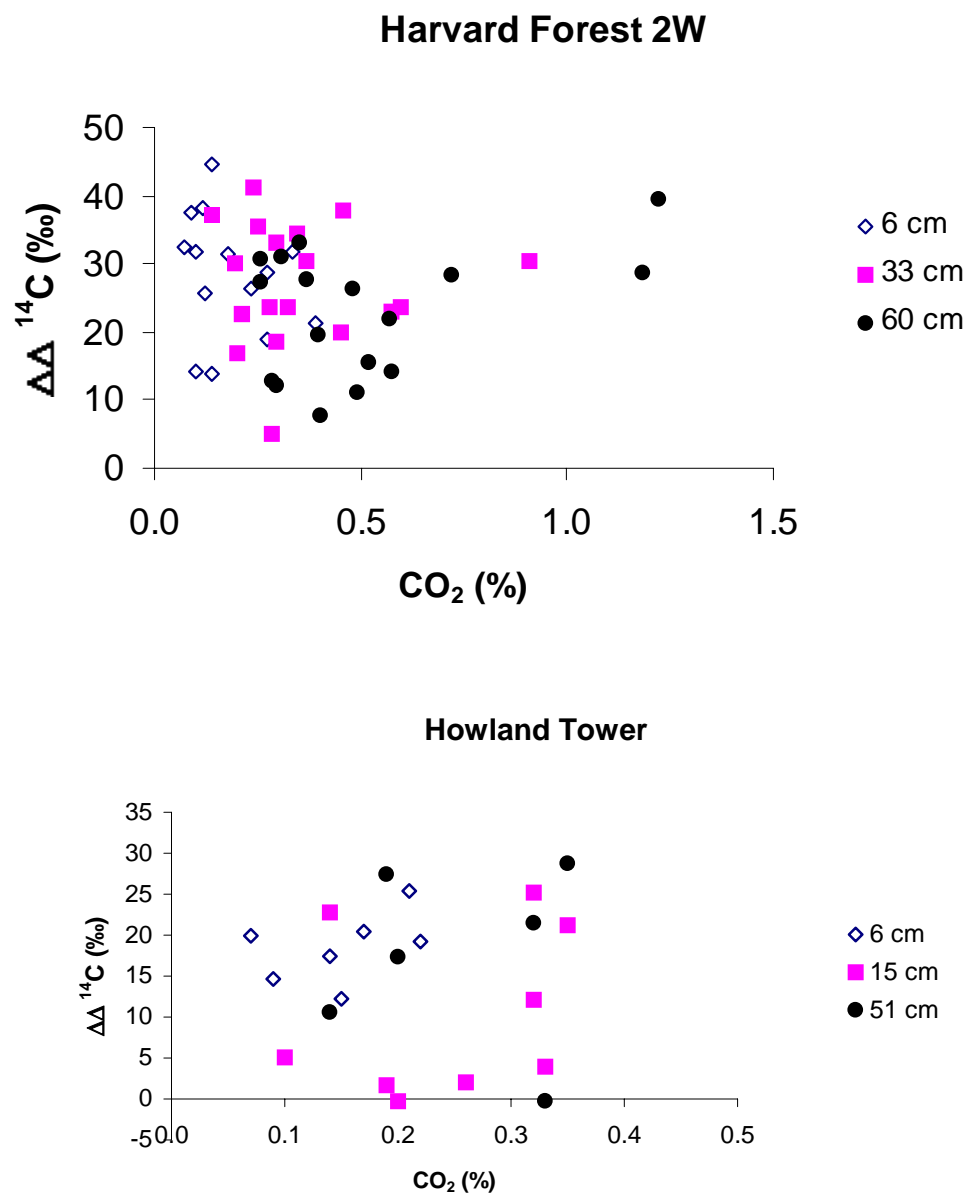 Harvard Forest 2W
50
40
30
20
10
0
ΔΔ ¹⁴C (‰)
0.0 0.5 1.0 1.5
CO₂ (%)
6 cm
33 cm
60 cm
Howland Tower
35
30
25
20
15
10
5
0
-5
ΔΔ ¹⁴C (‰)
0.0 0.1 0.2 0.3 0.4 0.5
CO₂ (%)
6 cm
15 cm
51 cm